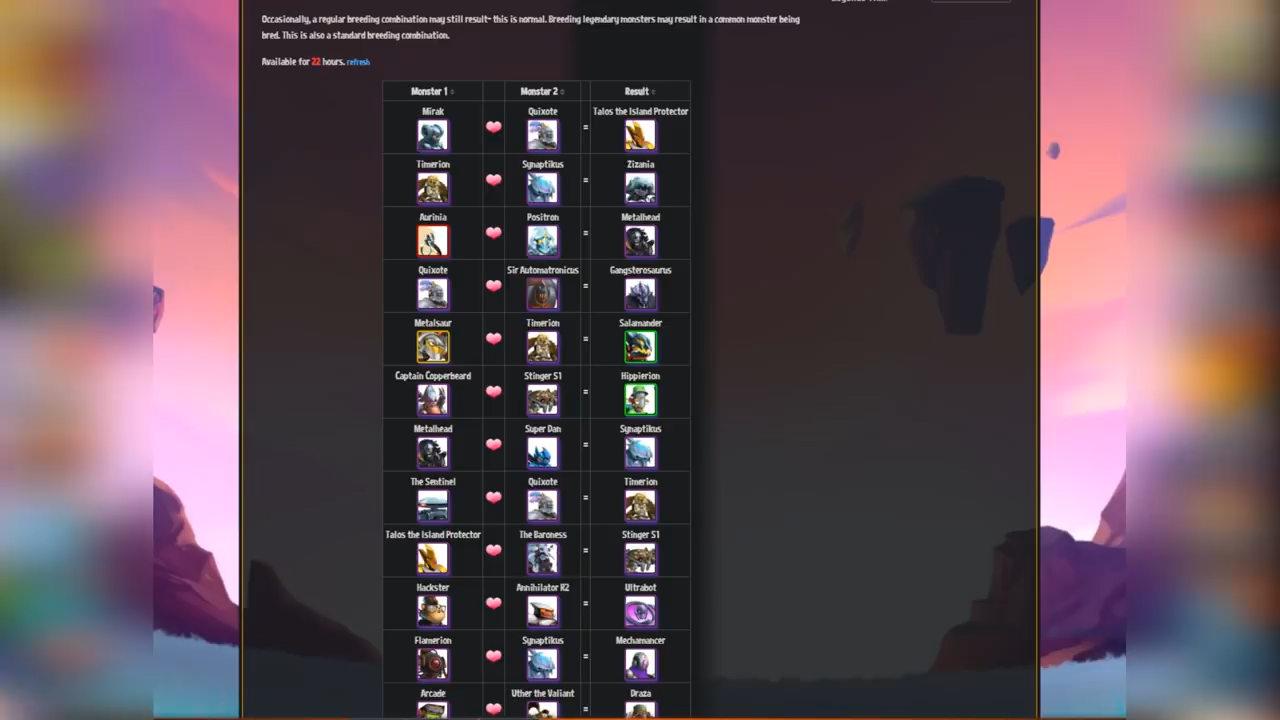 Occasionally, a regular breeding combination may still result- this is normal. Breeding legendary monsters may result in a common monster being
bred. This is also a standard breeding combination.
Available for 22 hours. refresh
Monster 1 Monster 2 Result
Mirak Quixote Talos the Island Protector
=
Timerion Synaptikus Zizania
=
Aurinia Positron Metalhead
=
Quixote Sir Automatronicus Gangsterosaurus
=
Metalsaur Timerion Salamander
=
Captain Copperbeard Stinger S1 Hippierion
=
Metalhead Super Dan Synaptikus
=
The Sentinel Quixote Timerion
=
Talos the Island Protector The Baroness Stinger S1
=
Hackster Annihilator R2 Ultrabot
=
Flamerion Synaptikus Mechamancer
=
Arcade Uther the Valiant Draza
=